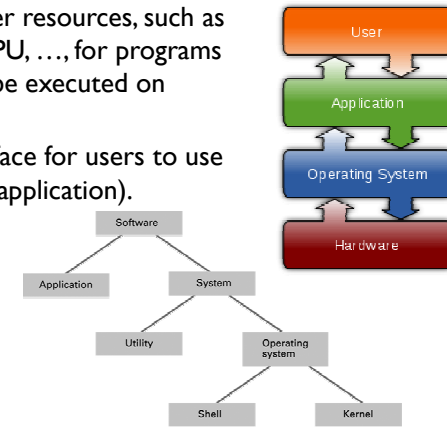 er resources, such as
PU, …, for programs
be executed on
face for users to use
application).
User
Application
Operating System
Hardware
Software
Application
System
Utility
Operating
system
Shell
Kernel